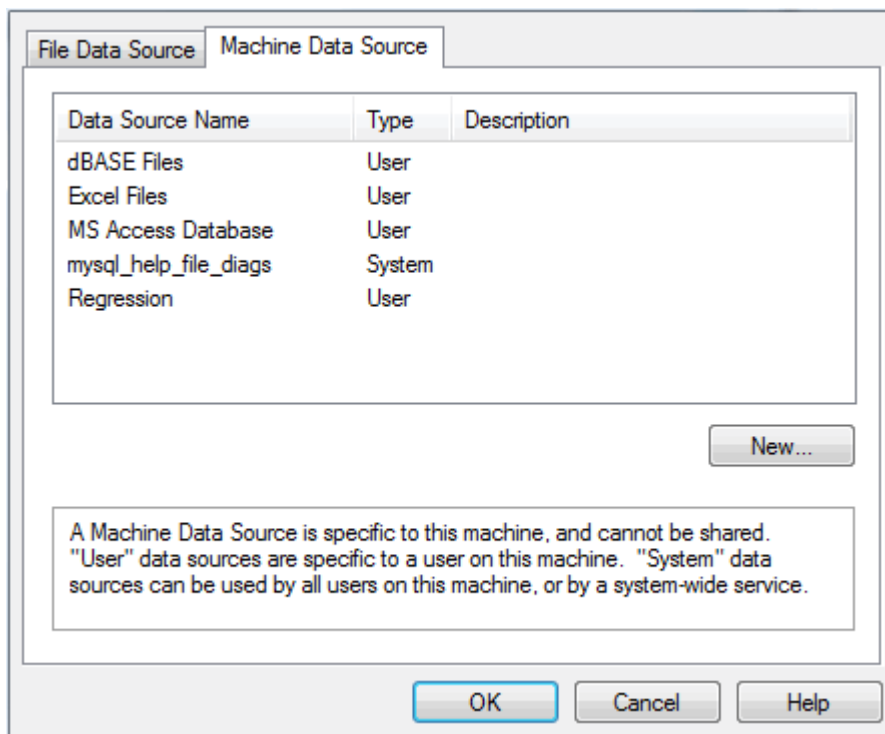 File Data Source Machine Data Source
Data Source Name Type Description
dBASE Files User
Excel Files User
MS Access Database User
mysql_help_file_diags System
Regression User
New...
A Machine Data Source is specific to this machine, and cannot be shared.
"User" data sources are specific to a user on this machine. "System" data
sources can be used by all users on this machine, or by a system-wide service.
OK Cancel Help